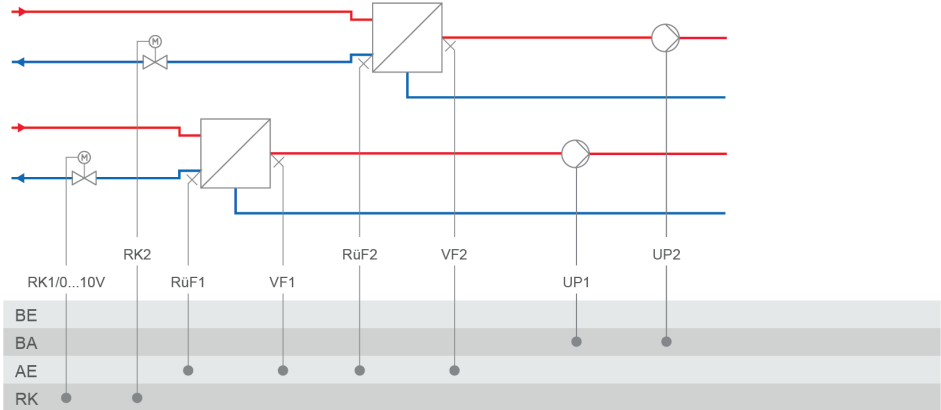 M
M
RK2 RüF2 VF2 UP2
RK1/0...10V RüF1 VF1 UP1
BE
BA
AE
RK